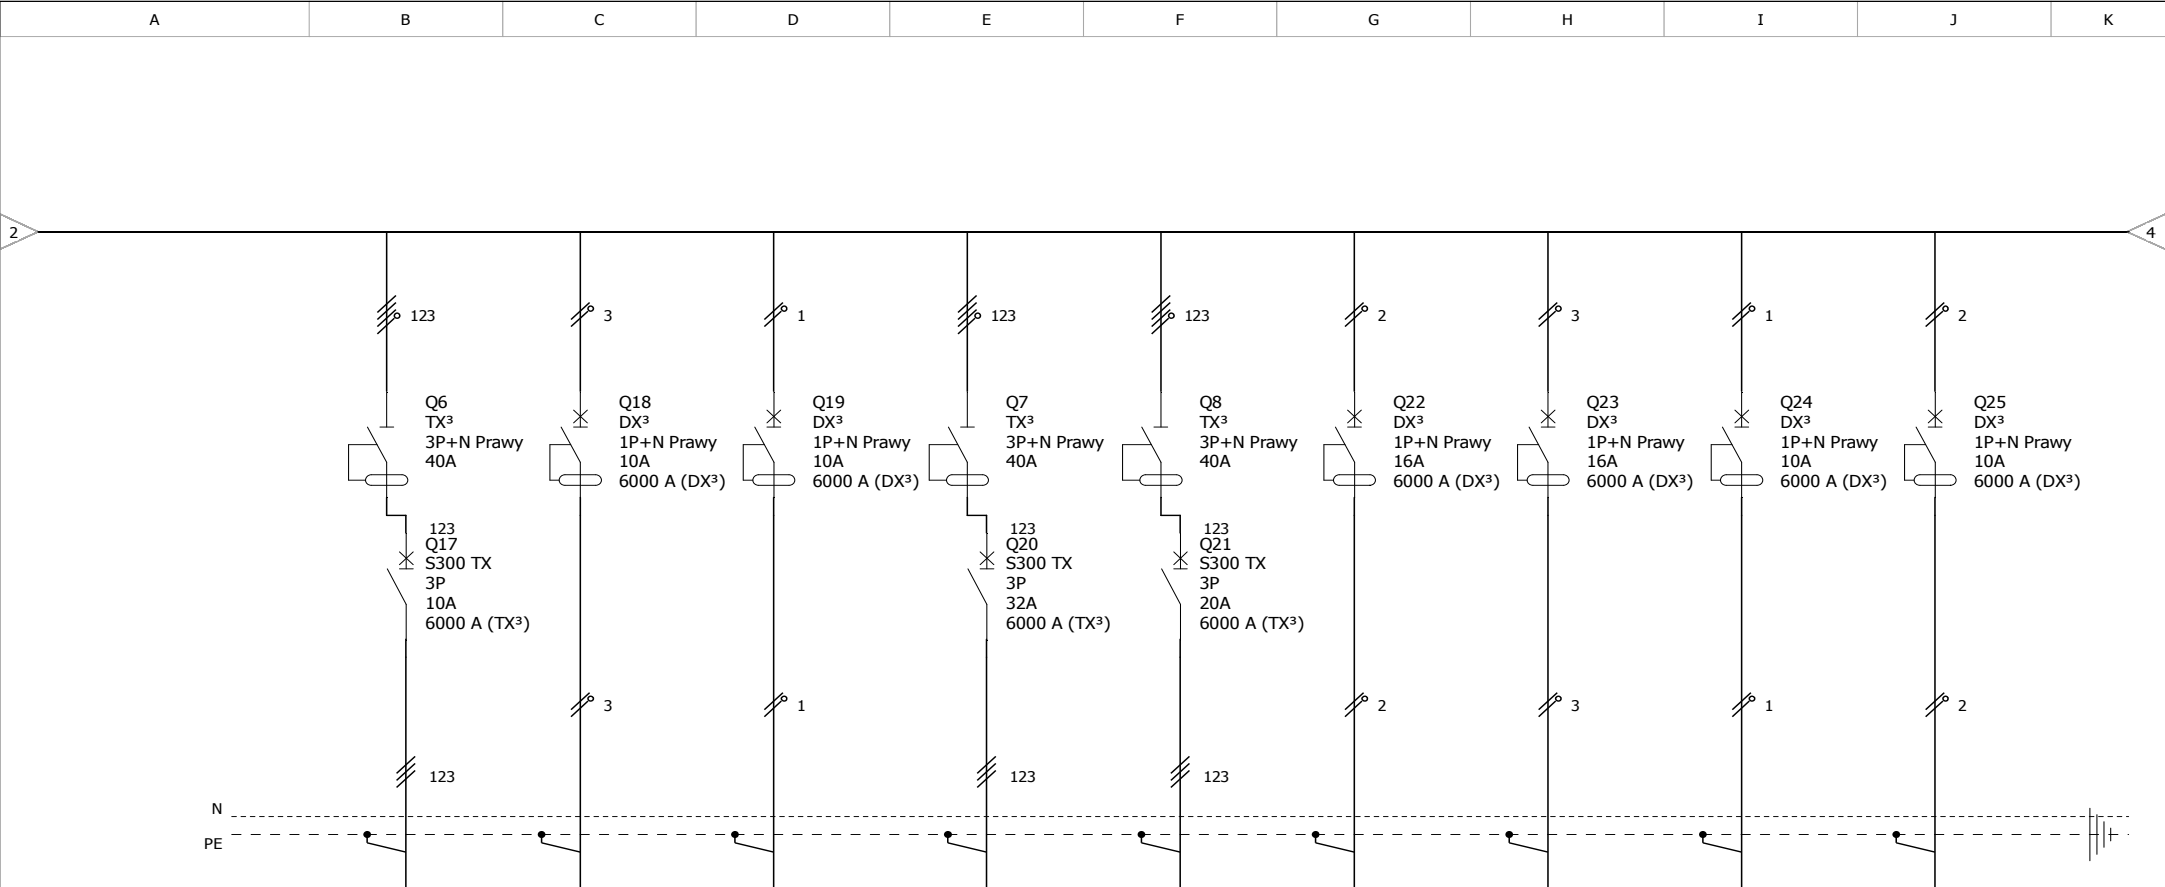 A B C D E F G H I J K
2 4
123 3 1 123 123 2 3 1 2
Q6
TX³
3P+N Prawy
40A
Q18
DX³
1P+N Prawy
10A
6000 A (DX³)
Q19
DX³
1P+N Prawy
10A
6000 A (DX³)
Q7
TX³
3P+N Prawy
40A
Q8
TX³
3P+N Prawy
40A
Q22
DX³
1P+N Prawy
16A
6000 A (DX³)
Q23
DX³
1P+N Prawy
16A
6000 A (DX³)
Q24
DX³
1P+N Prawy
10A
6000 A (DX³)
Q25
DX³
1P+N Prawy
10A
6000 A (DX³)
123
Q17
S300 TX
3P
10A
6000 A (TX³)
123
Q20
S300 TX
3P
32A
6000 A (TX³)
123
Q21
S300 TX
3P
20A
6000 A (TX³)
3 1 2 3 1 2
123 123 123
N
PE